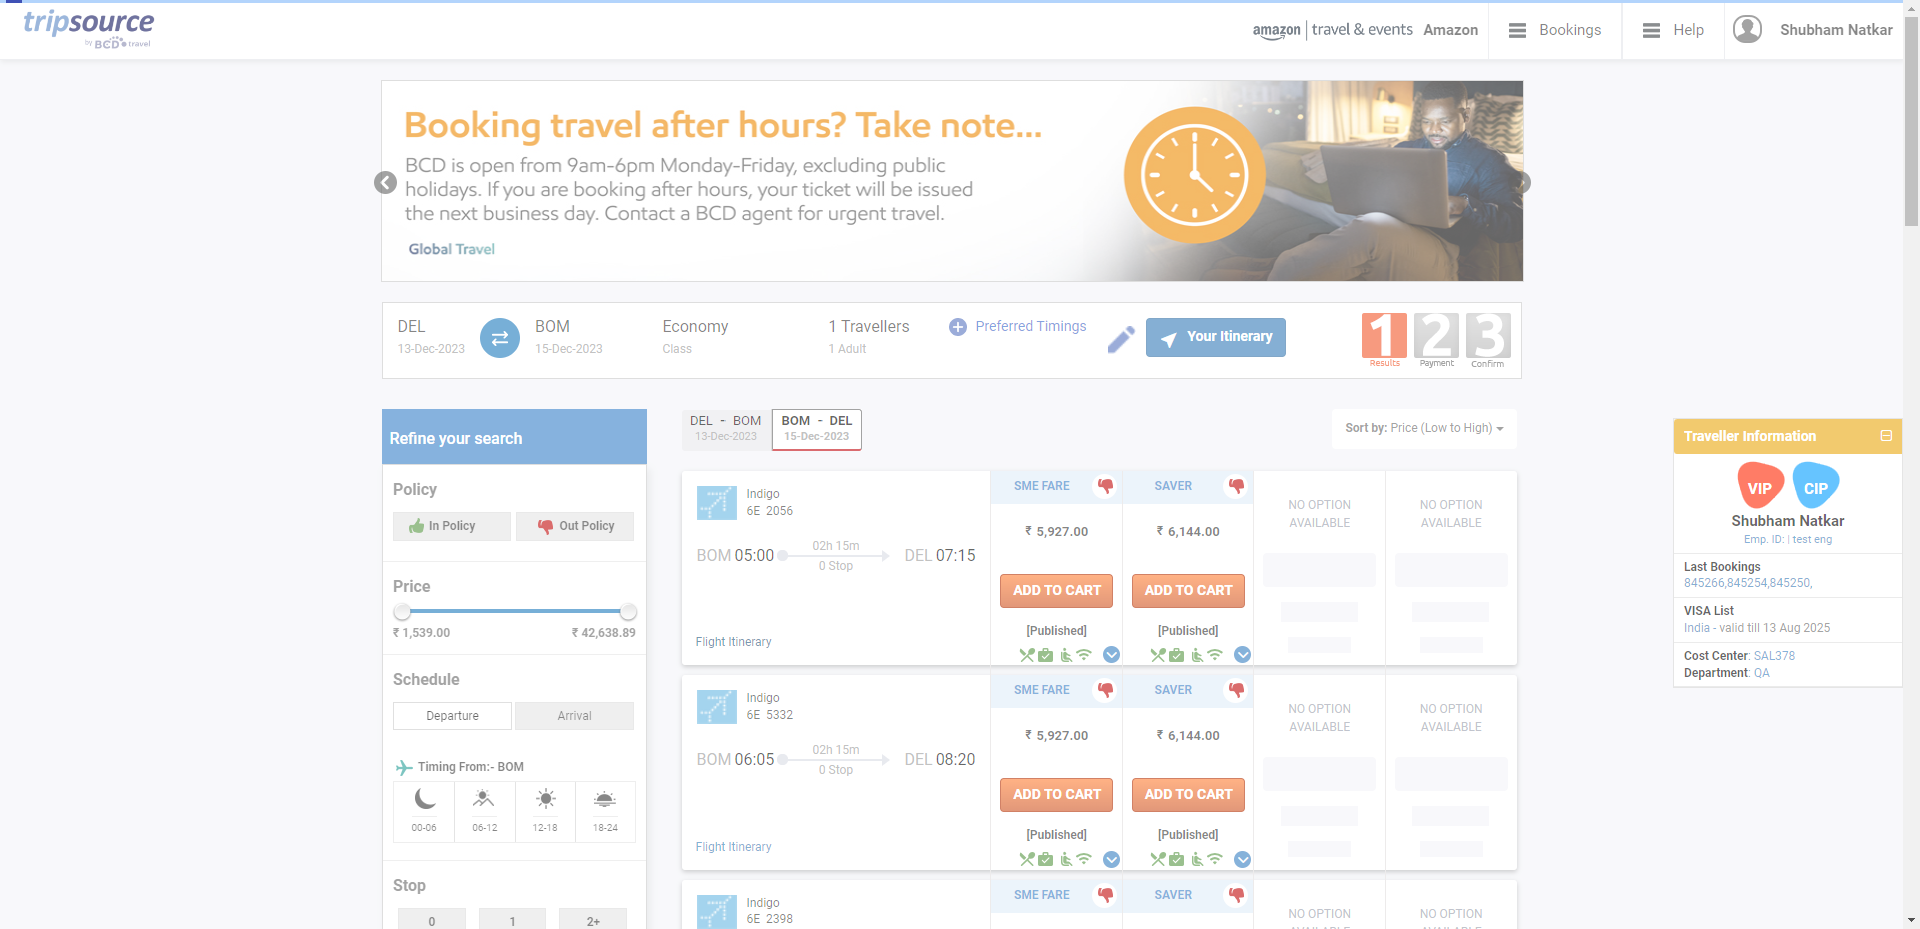 tripsource
by BCD travel
amazon | travel & events Amazon
Bookings
Help
Shubham Natkar
Booking travel after hours? Take note...
BCD is open from 9am-6pm Monday-Friday, excluding public
holidays. If you are booking after hours, your ticket will be issued
the next business day. Contact a BCD agent for urgent travel.
Global Travel
DEL
13-Dec-2023
BOM
15-Dec-2023
Economy
Class
1 Travellers
1 Adult
Preferred Timings
Your Itinerary
1 Results
2 Payment
3 Confirm
Refine your search
Policy
In Policy
Out Policy
Price
₹ 1,539.00
₹ 42,638.89
Schedule
Departure
Arrival
Timing From:- BOM
00-06
06-12
12-18
18-24
Stop
0
1
2+
DEL - BOM
13-Dec-2023
BOM - DEL
15-Dec-2023
Sort by: Price (Low to High)
Indigo
6E 2056
BOM 05:00
02h 15m
0 Stop
DEL 07:15
Flight Itinerary
SME FARE
₹ 5,927.00
ADD TO CART
[Published]
SAVER
₹ 6,144.00
ADD TO CART
[Published]
NO OPTION
AVAILABLE
NO OPTION
AVAILABLE
Indigo
6E 5332
BOM 06:05
02h 15m
0 Stop
DEL 08:20
Flight Itinerary
SME FARE
₹ 5,927.00
ADD TO CART
[Published]
SAVER
₹ 6,144.00
ADD TO CART
[Published]
NO OPTION
AVAILABLE
NO OPTION
AVAILABLE
Indigo
6E 2398
SME FARE
SAVER
NO OPTION
AVAILABLE
NO OPTION
AVAILABLE
Traveller Information
VIP
CIP
Shubham Natkar
Emp. ID: | test eng
Last Bookings
845266,845254,845250,
VISA List
India - valid till 13 Aug 2025
Cost Center: SAL378
Department: QA